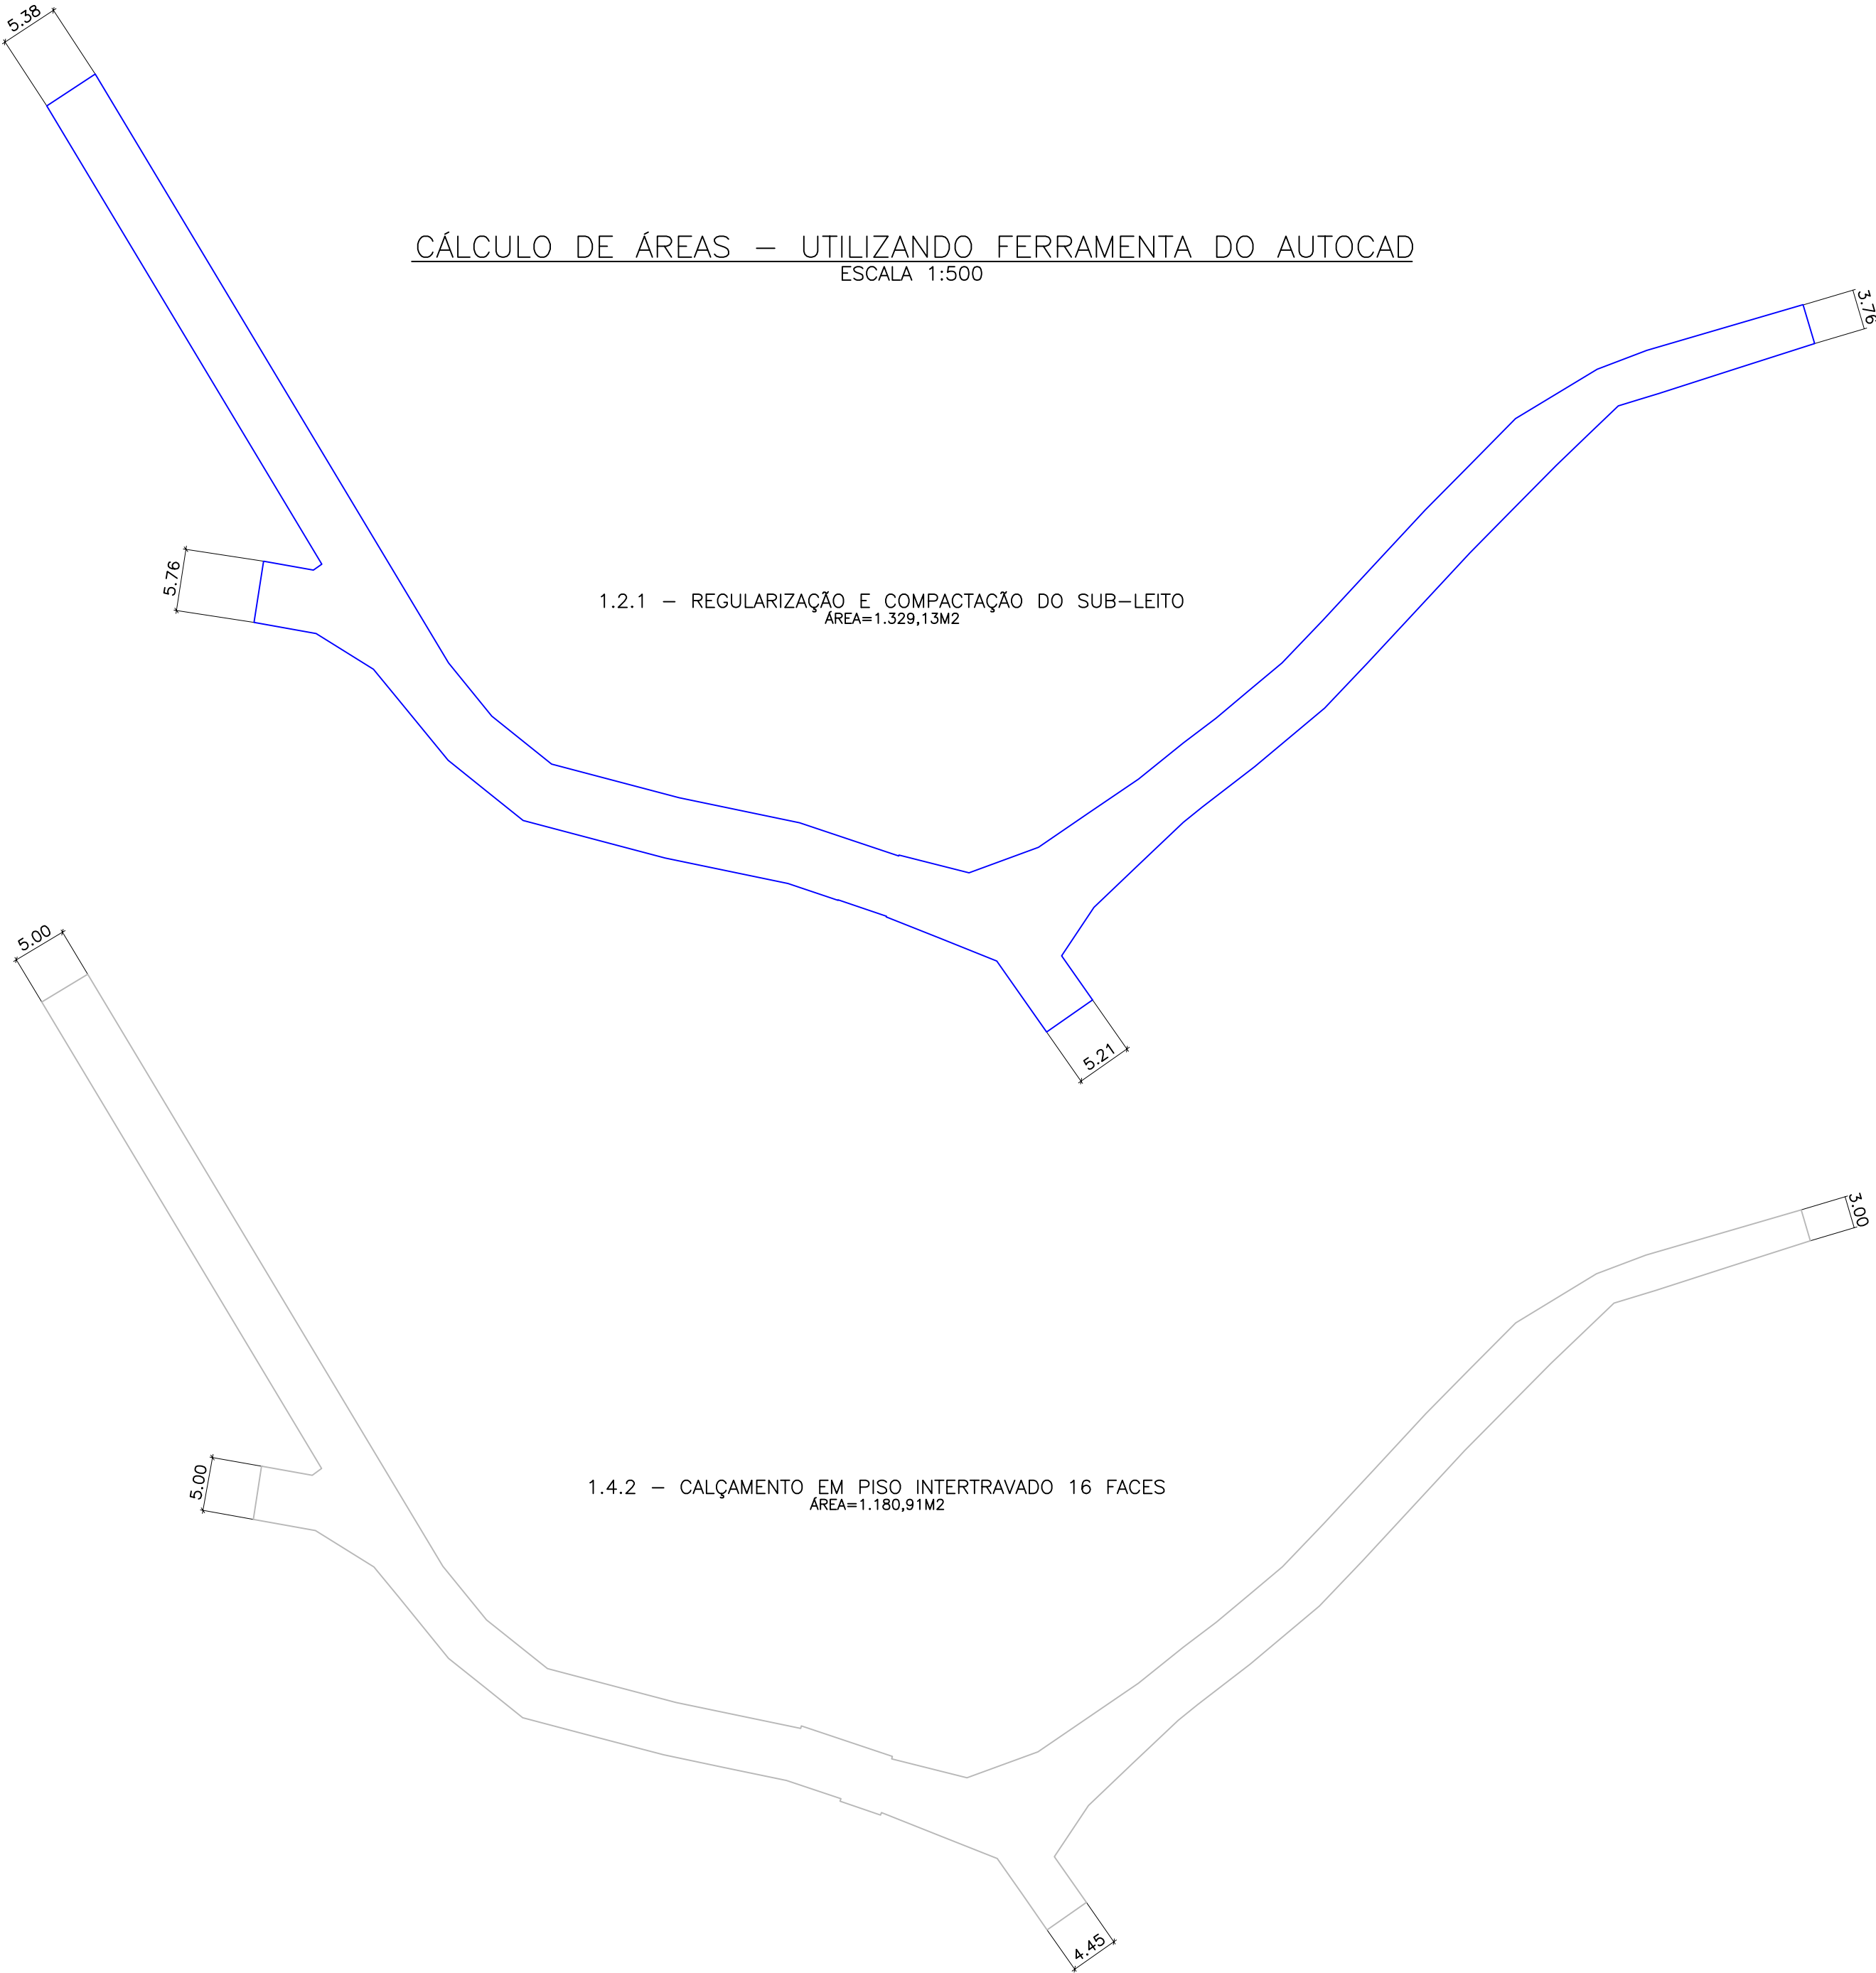 5.38
CÁLCULO DE ÁREAS – UTILIZANDO FERRAMENTA DO AUTOCAD
ESCALA 1:500
3.76
5.76
1.2.1 – REGULARIZAÇÃO E COMPACTAÇÃO DO SUB–LEITO
ÁREA=1.329,13M2
5.00
5.21
3.00
5.00
1.4.2 – CALÇAMENTO EM PISO INTERTRAVADO 16 FACES
ÁREA=1.180,91M2
4.45